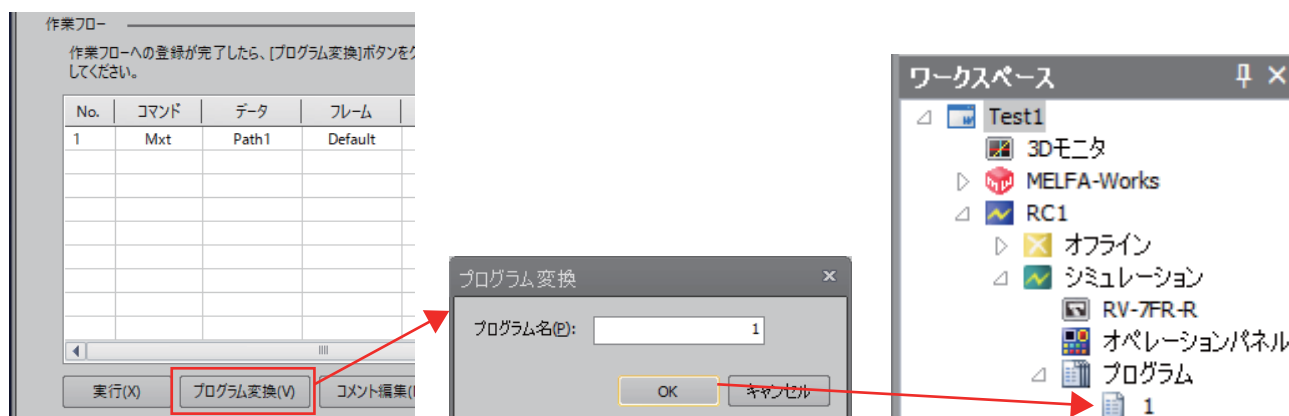 作業フロー
作業フローへの登録が完了したら、[プログラム変換]ボタンを
してください。
No. コマンド データ フレーム
1 Mxt Path1 Default
実行(X) プログラム変換(V) コメント編集(
プログラム変換
プログラム名(P): 1
OK キャンセル
ワークスペース
Test1
3Dモニタ
MELFA-Works
RC1
オフライン
シミュレーション
RV-7FR-R
オペレーションパネル
プログラム
1